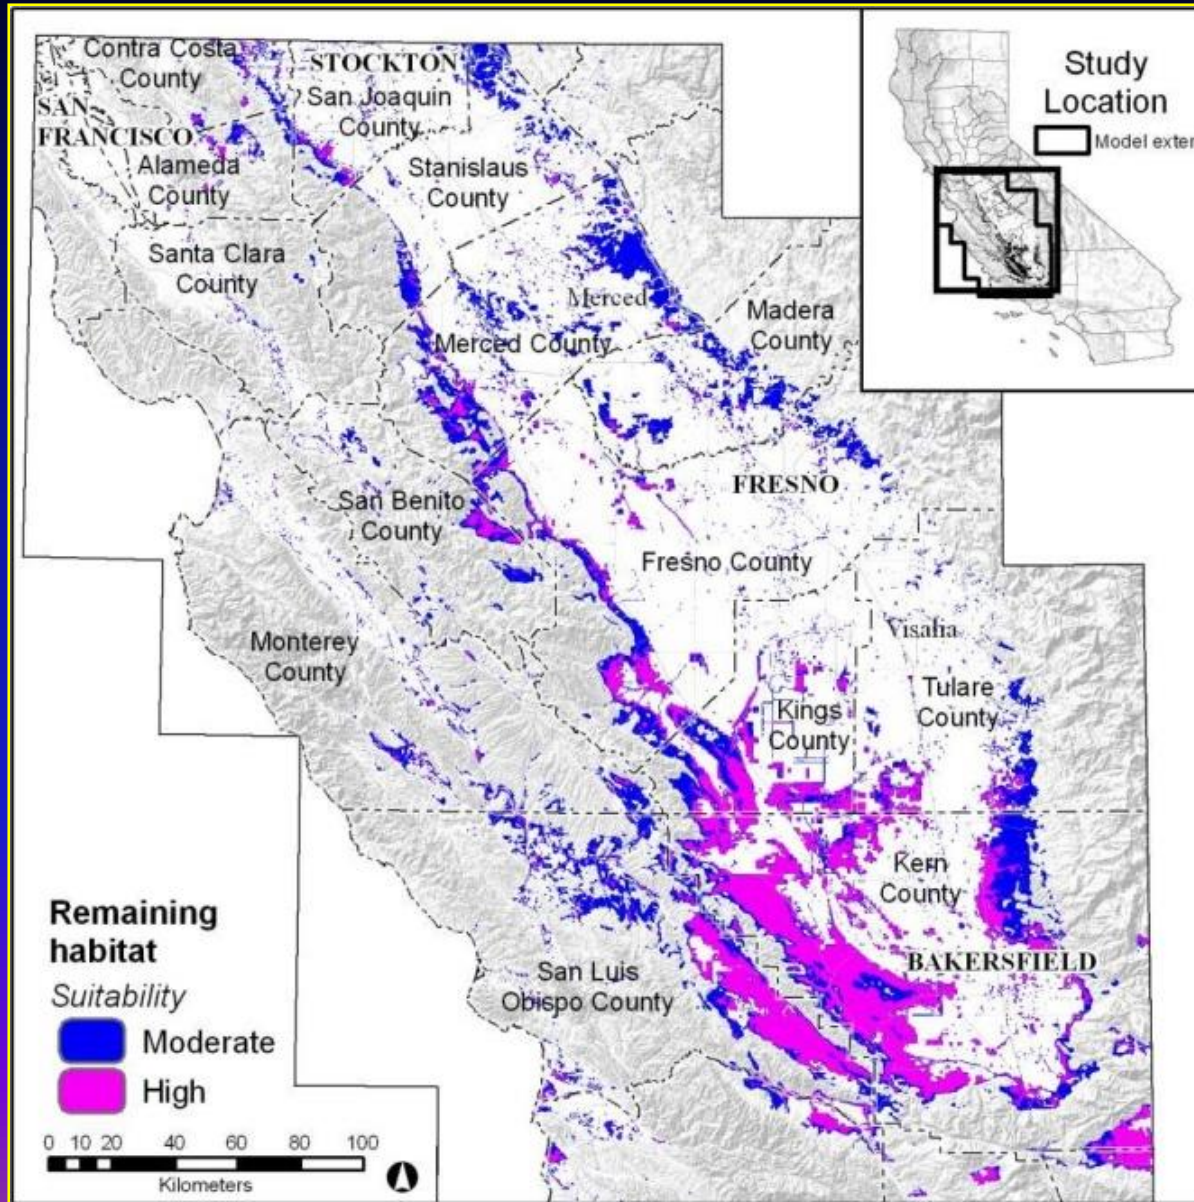 Contra Costa
County
STOCKTON
San Joaquin
County
SAN
FRANCISCO
Alameda
County
Stanislaus
County
Santa Clara
County
Merced
Merced County
Madera
County
San Benito
County
FRESNO
Fresno County
Monterey
County
Visalia
Tulare
County
Kings
County
Kern
County
BAKERSFIELD
San Luis
Obispo County
Study
Location
Model exten
Remaining
habitat
Suitability
Moderate
High
0 10 20 40 60 80 100
Kilometers